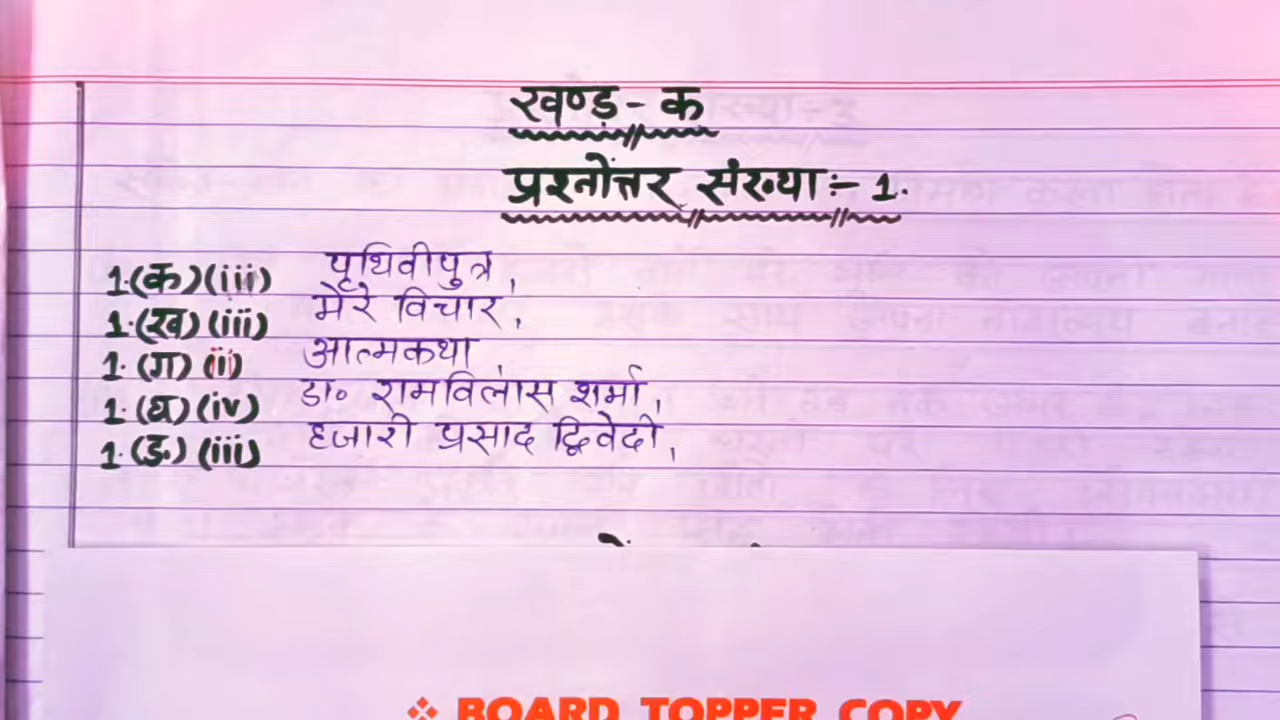 खण्ड़ - क
प्रश्नोंत्तर संख्या :- 1.
1.(क)(iii) पृथिवीपुत्र,
1.(ख)(iii) मेरे विचार,
1.(ग)(ii) आत्मकथा
1.(घ)(iv) डा० रामविलास शर्मा,
1.(ङ)(iii) हजारी प्रसाद द्विवेदी,
❖ BOARD TOPPER COPY